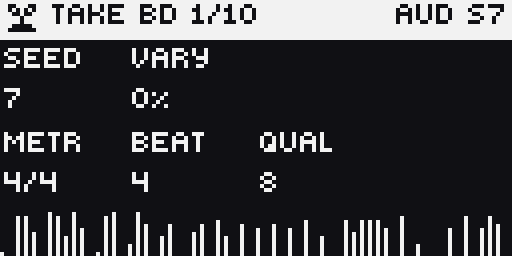 TAKE BD 1/10 AUD S7
SEED VARY
7 0%
METR BEAT QUAL
4/4 4 8